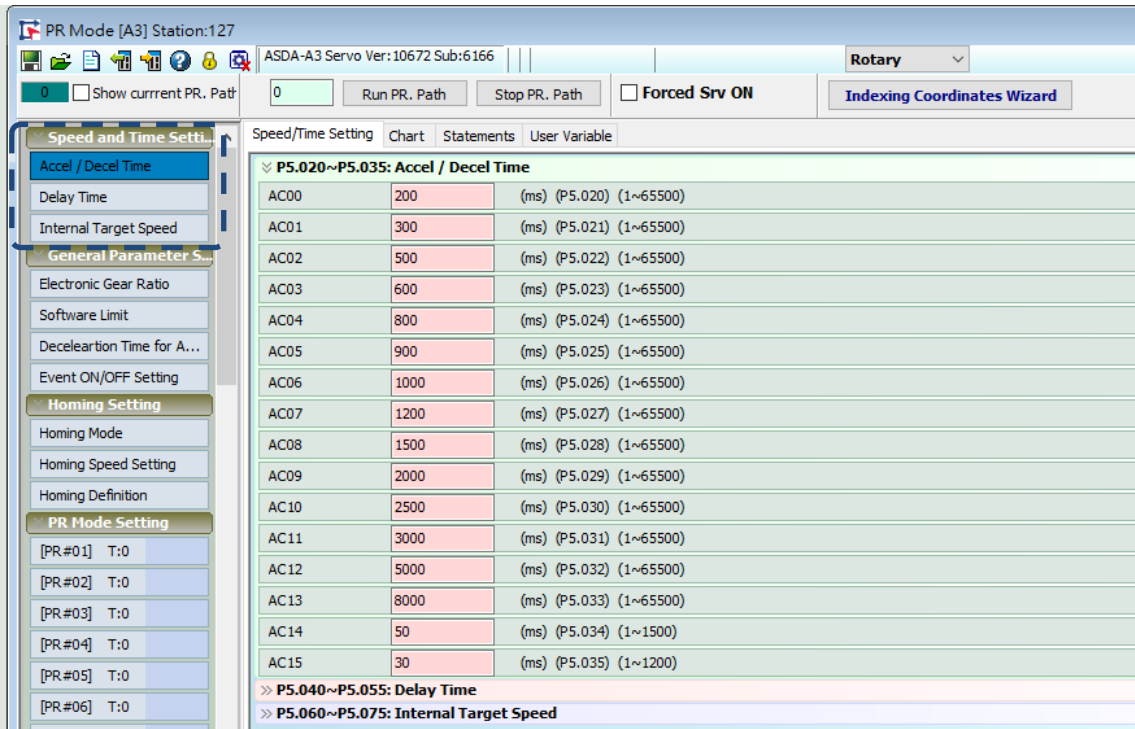 PR Mode [A3] Station:127
ASDA-A3 Servo Ver:10672 Sub:6166
Rotary
0 Show currrent PR. Path 0 Run PR. Path Stop PR. Path Forced Srv ON Indexing Coordinates Wizard
Speed and Time Setti...
Accel / Decel Time
Delay Time
Internal Target Speed
General Parameter S...
Electronic Gear Ratio
Software Limit
Deceleartion Time for A...
Event ON/OFF Setting
Homing Setting
Homing Mode
Homing Speed Setting
Homing Definition
PR Mode Setting
[PR#01] T:0
[PR#02] T:0
[PR#03] T:0
[PR#04] T:0
[PR#05] T:0
[PR#06] T:0
Speed/Time Setting Chart Statements User Variable
P5.020~P5.035: Accel / Decel Time
AC00 200 (ms) (P5.020) (1~65500)
AC01 300 (ms) (P5.021) (1~65500)
AC02 500 (ms) (P5.022) (1~65500)
AC03 600 (ms) (P5.023) (1~65500)
AC04 800 (ms) (P5.024) (1~65500)
AC05 900 (ms) (P5.025) (1~65500)
AC06 1000 (ms) (P5.026) (1~65500)
AC07 1200 (ms) (P5.027) (1~65500)
AC08 1500 (ms) (P5.028) (1~65500)
AC09 2000 (ms) (P5.029) (1~65500)
AC10 2500 (ms) (P5.030) (1~65500)
AC11 3000 (ms) (P5.031) (1~65500)
AC12 5000 (ms) (P5.032) (1~65500)
AC13 8000 (ms) (P5.033) (1~65500)
AC14 50 (ms) (P5.034) (1~1500)
AC15 30 (ms) (P5.035) (1~1200)
P5.040~P5.055: Delay Time
P5.060~P5.075: Internal Target Speed